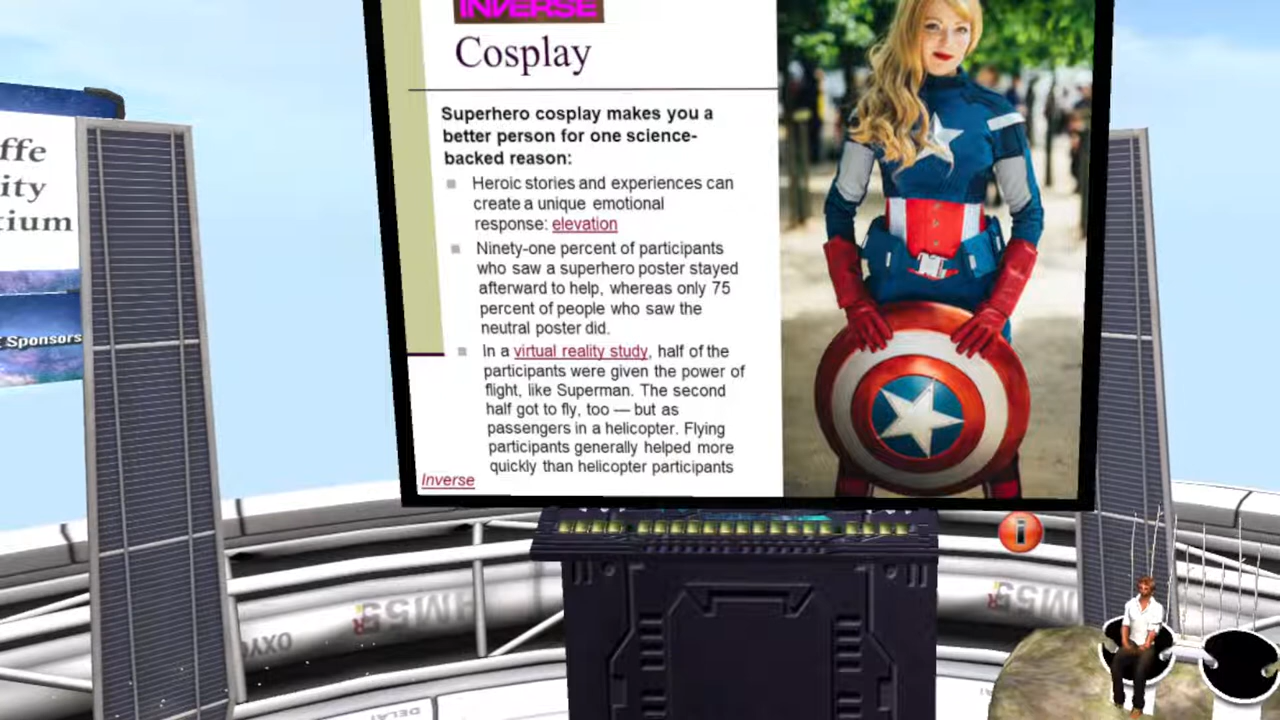 INVERSE
Cosplay
Superhero cosplay makes you a
better person for one science-
backed reason:
Heroic stories and experiences can
create a unique emotional
response: elevation
Ninety-one percent of participants
who saw a superhero poster stayed
afterward to help, whereas only 75
percent of people who saw the
neutral poster did.
In a virtual reality study, half of the
participants were given the power of
flight, like Superman. The second
half got to fly, too — but as
passengers in a helicopter. Flying
participants generally helped more
quickly than helicopter participants
Inverse
ffe
ity
tium
Sponsors
i
OXYG
DELAI